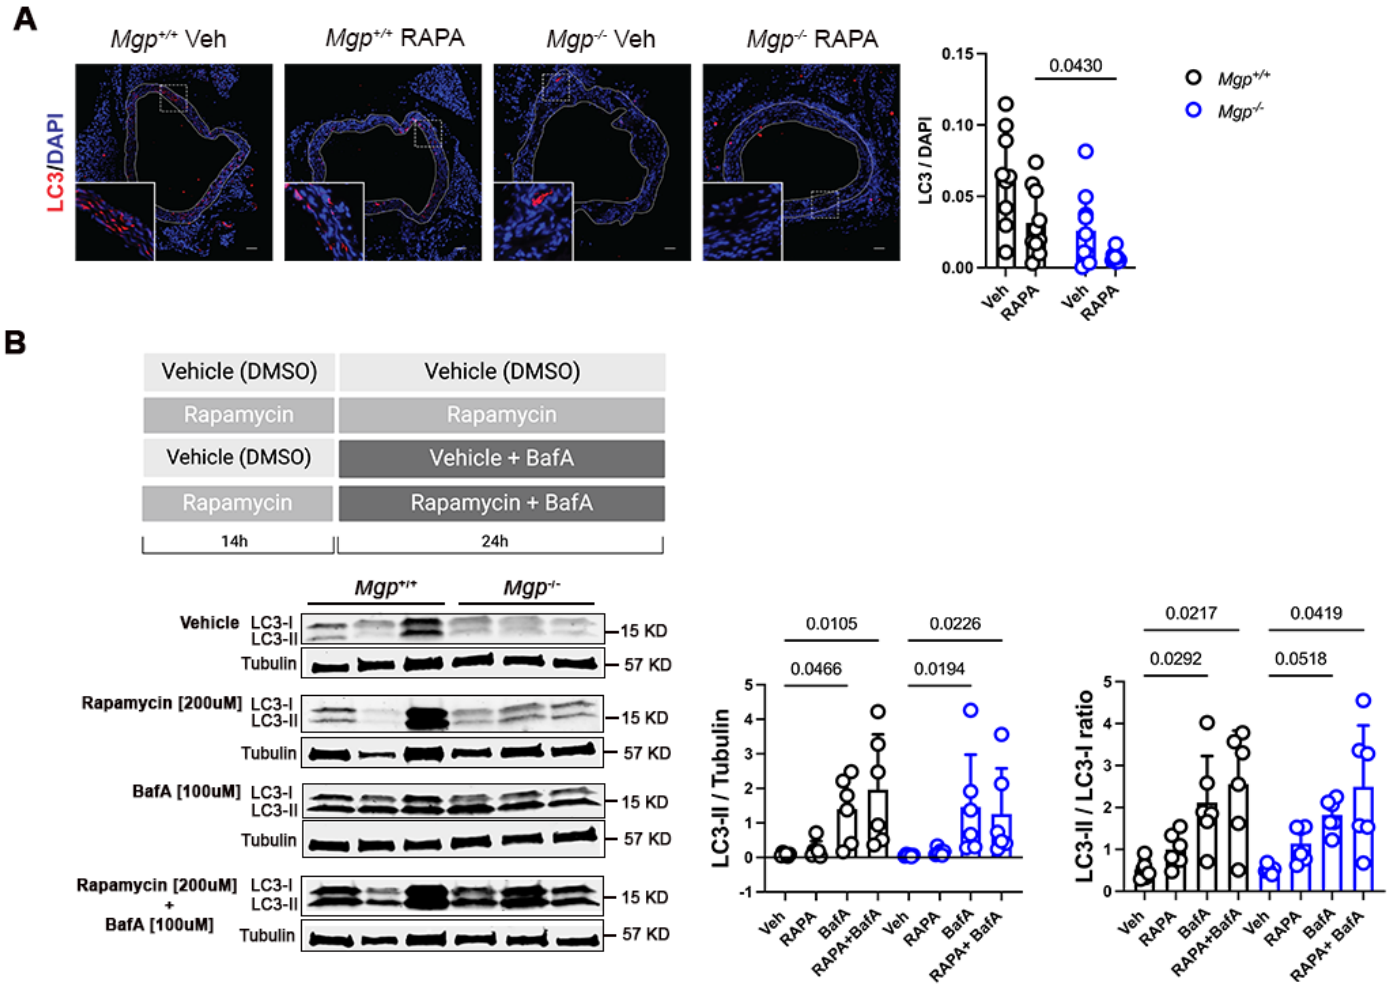 A
Mgp+/+ Veh
Mgp+/+ RAPA
Mgp-/- Veh
Mgp-/- RAPA
LC3/DAPI
LC3 / DAPI
0.15
0.10
0.05
0.00
0.0430
Veh
RAPA
Veh
RAPA
Mgp+/+
Mgp-/-
B
Vehicle (DMSO) Vehicle (DMSO)
Rapamycin Rapamycin
Vehicle (DMSO) Vehicle + BafA
Rapamycin Rapamycin + BafA
14h 24h
Mgp+/+ Mgp-/-
Vehicle LC3-I
LC3-II 15 KD
Tubulin 57 KD
Rapamycin [200uM] LC3-I
LC3-II 15 KD
Tubulin 57 KD
BafA [100uM] LC3-I
LC3-II 15 KD
Tubulin 57 KD
Rapamycin [200uM] LC3-I
+ LC3-II 15 KD
BafA [100uM]
Tubulin 57 KD
LC3-II / Tubulin
0.0105
0.0226
0.0466
0.0194
5
4
3
2
1
0
-1
Veh
RAPA
BafA
RAPA+BafA
Veh
RAPA
BafA
RAPA+ BafA
LC3-II / LC3-I ratio
0.0217
0.0419
0.0292
0.0518
5
4
3
2
1
0
Veh
RAPA
BafA
RAPA+BafA
Veh
RAPA
BafA
RAPA+ BafA